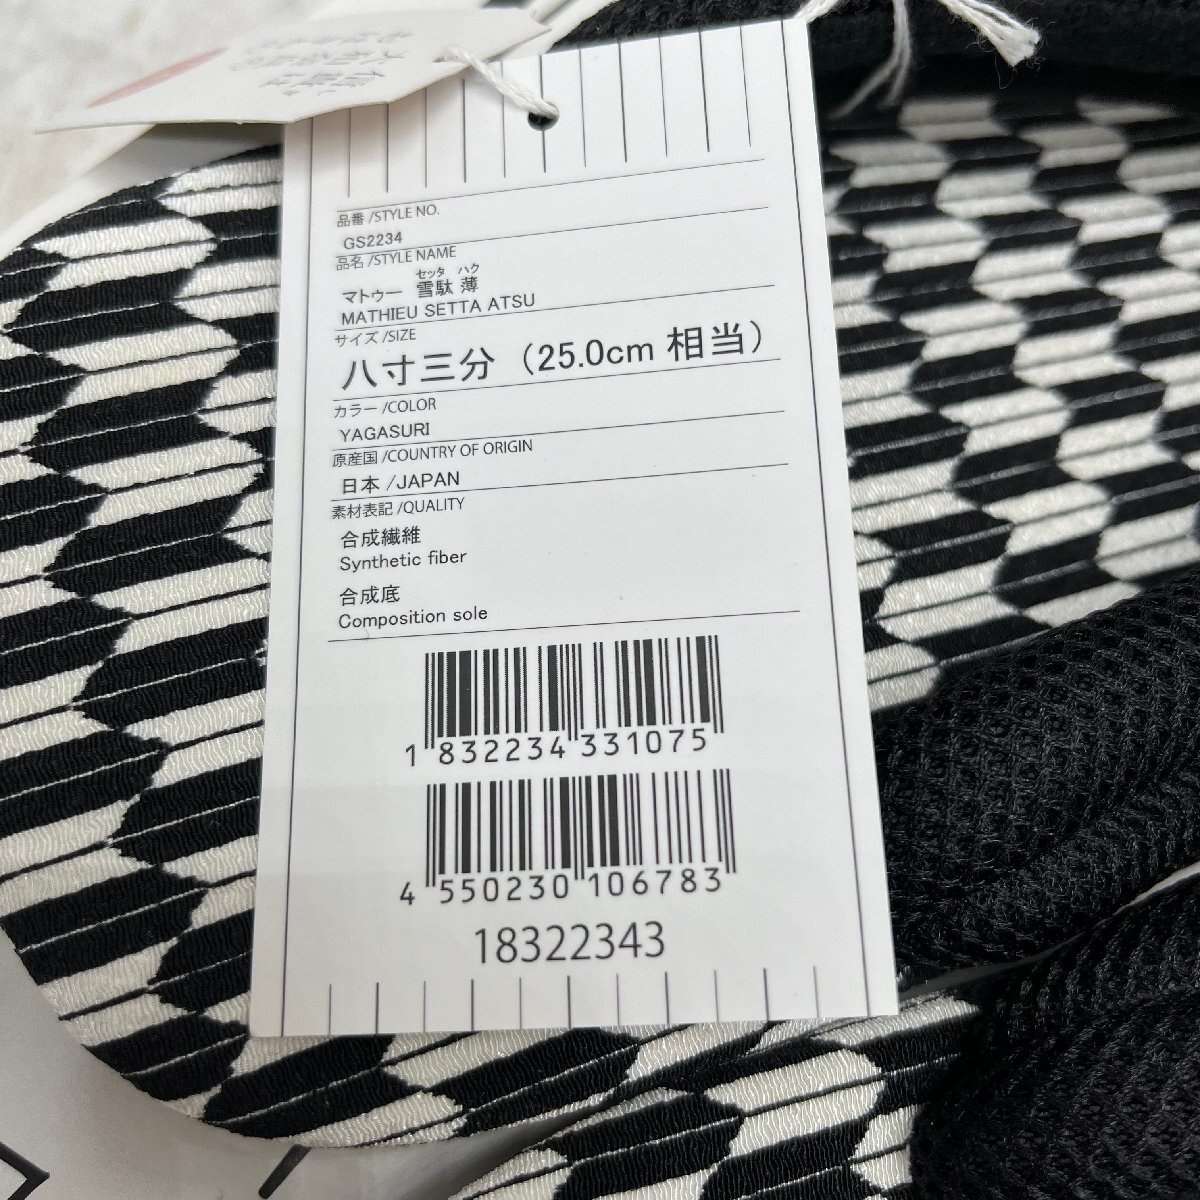 品番 /STYLE NO.
GS2234
品名 /STYLE NAME
セッタ ハク
マトゥー 雪駄 薄
MATHIEU SETTA ATSU
サイズ /SIZE
八寸三分（25.0cm 相当）
カラー /COLOR
YAGASURI
原産国 /COUNTRY OF ORIGIN
日本 /JAPAN
素材表記 /QUALITY
合成繊維
Synthetic fiber
合成底
Composition sole
1 832234 331075
4 550230 106783
18322343